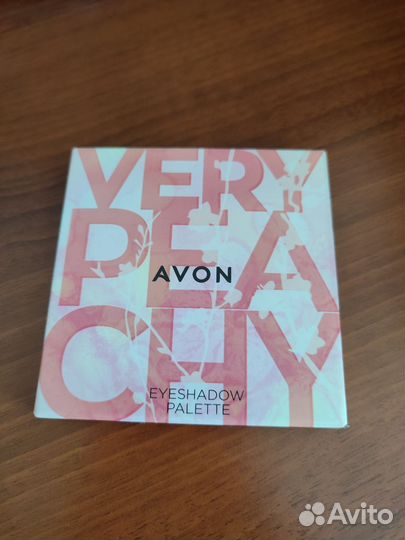 VERY
PEA
AVON
CHY
EYESHADOW
PALETTE
Avito